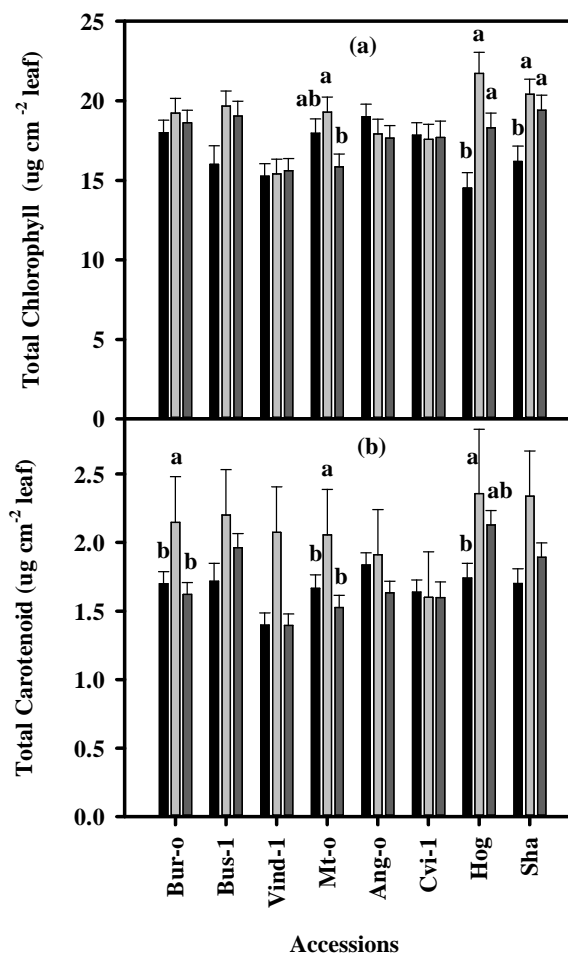 (a)
Total Chlorophyll (ug cm⁻² leaf)
25
20
15
10
5
0
ab a b
b a a
b a a
(b)
Total Carotenoid (ug cm⁻² leaf)
2.5
2.0
1.5
1.0
0.5
0.0
b a b
b a b
b a ab
Bur-o
Bus-1
Vind-1
Mt-o
Ang-o
Cvi-1
Hog
Sha
Accessions